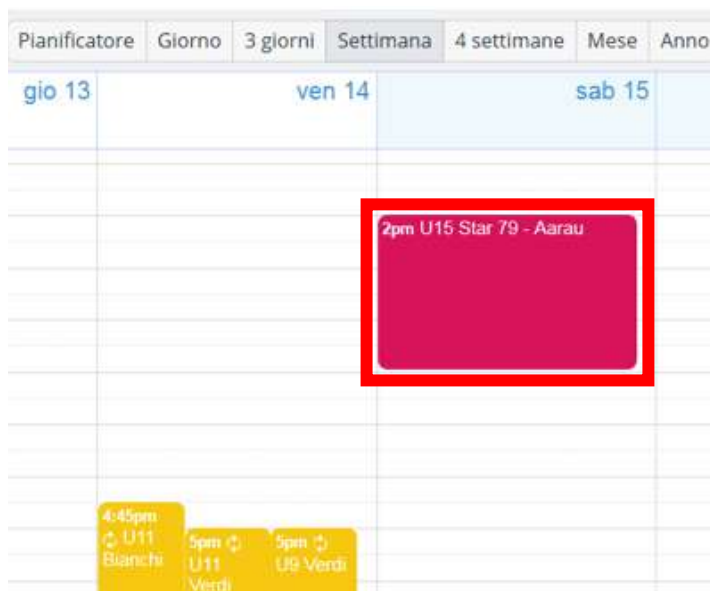 Pianificatore Giorno 3 giorni Settimana 4 settimane Mese Anno
gio 13 ven 14 sab 15
2pm U15 Star 79 - Aarau
4:45pm
U11
Bianchi
5pm
U11
Verdi
5pm
U9 Verdi